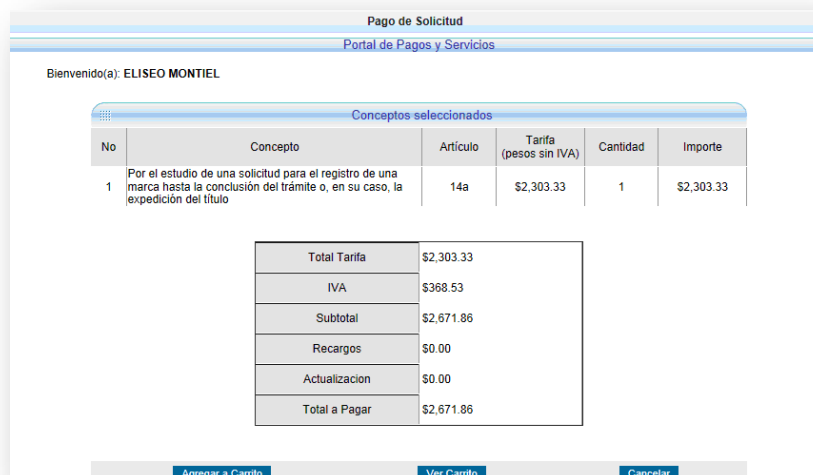 Pago de Solicitud
Portal de Pagos y Servicios
Bienvenido(a): ELISEO MONTIEL
Conceptos seleccionados
No Concepto Artículo Tarifa (pesos sin IVA) Cantidad Importe
1 Por el estudio de una solicitud para el registro de una marca hasta la conclusión del trámite o, en su caso, la expedición del título 14a $2,303.33 1 $2,303.33
Total Tarifa $2,303.33
IVA $368.53
Subtotal $2,671.86
Recargos $0.00
Actualizacion $0.00
Total a Pagar $2,671.86
Agregar a Carrito Ver Carrito Cancelar